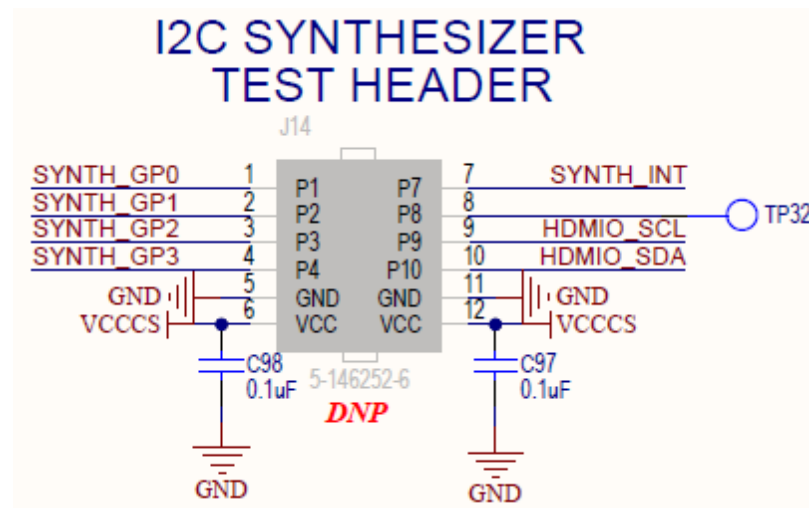 I2C SYNTHESIZER
TEST HEADER
J14
SYNTH_GP0 1 P1 P7 7 SYNTH_INT
SYNTH_GP1 2 P2 P8 8 TP32
SYNTH_GP2 3 P3 P9 9 HDMIO_SCL
SYNTH_GP3 4 P4 P10 10 HDMIO_SDA
GND 5 GND GND 11 GND
VCCCS 6 VCC VCC 12 VCCCS
C98 5-146252-6 C97
0.1uF DNP 0.1uF
GND GND